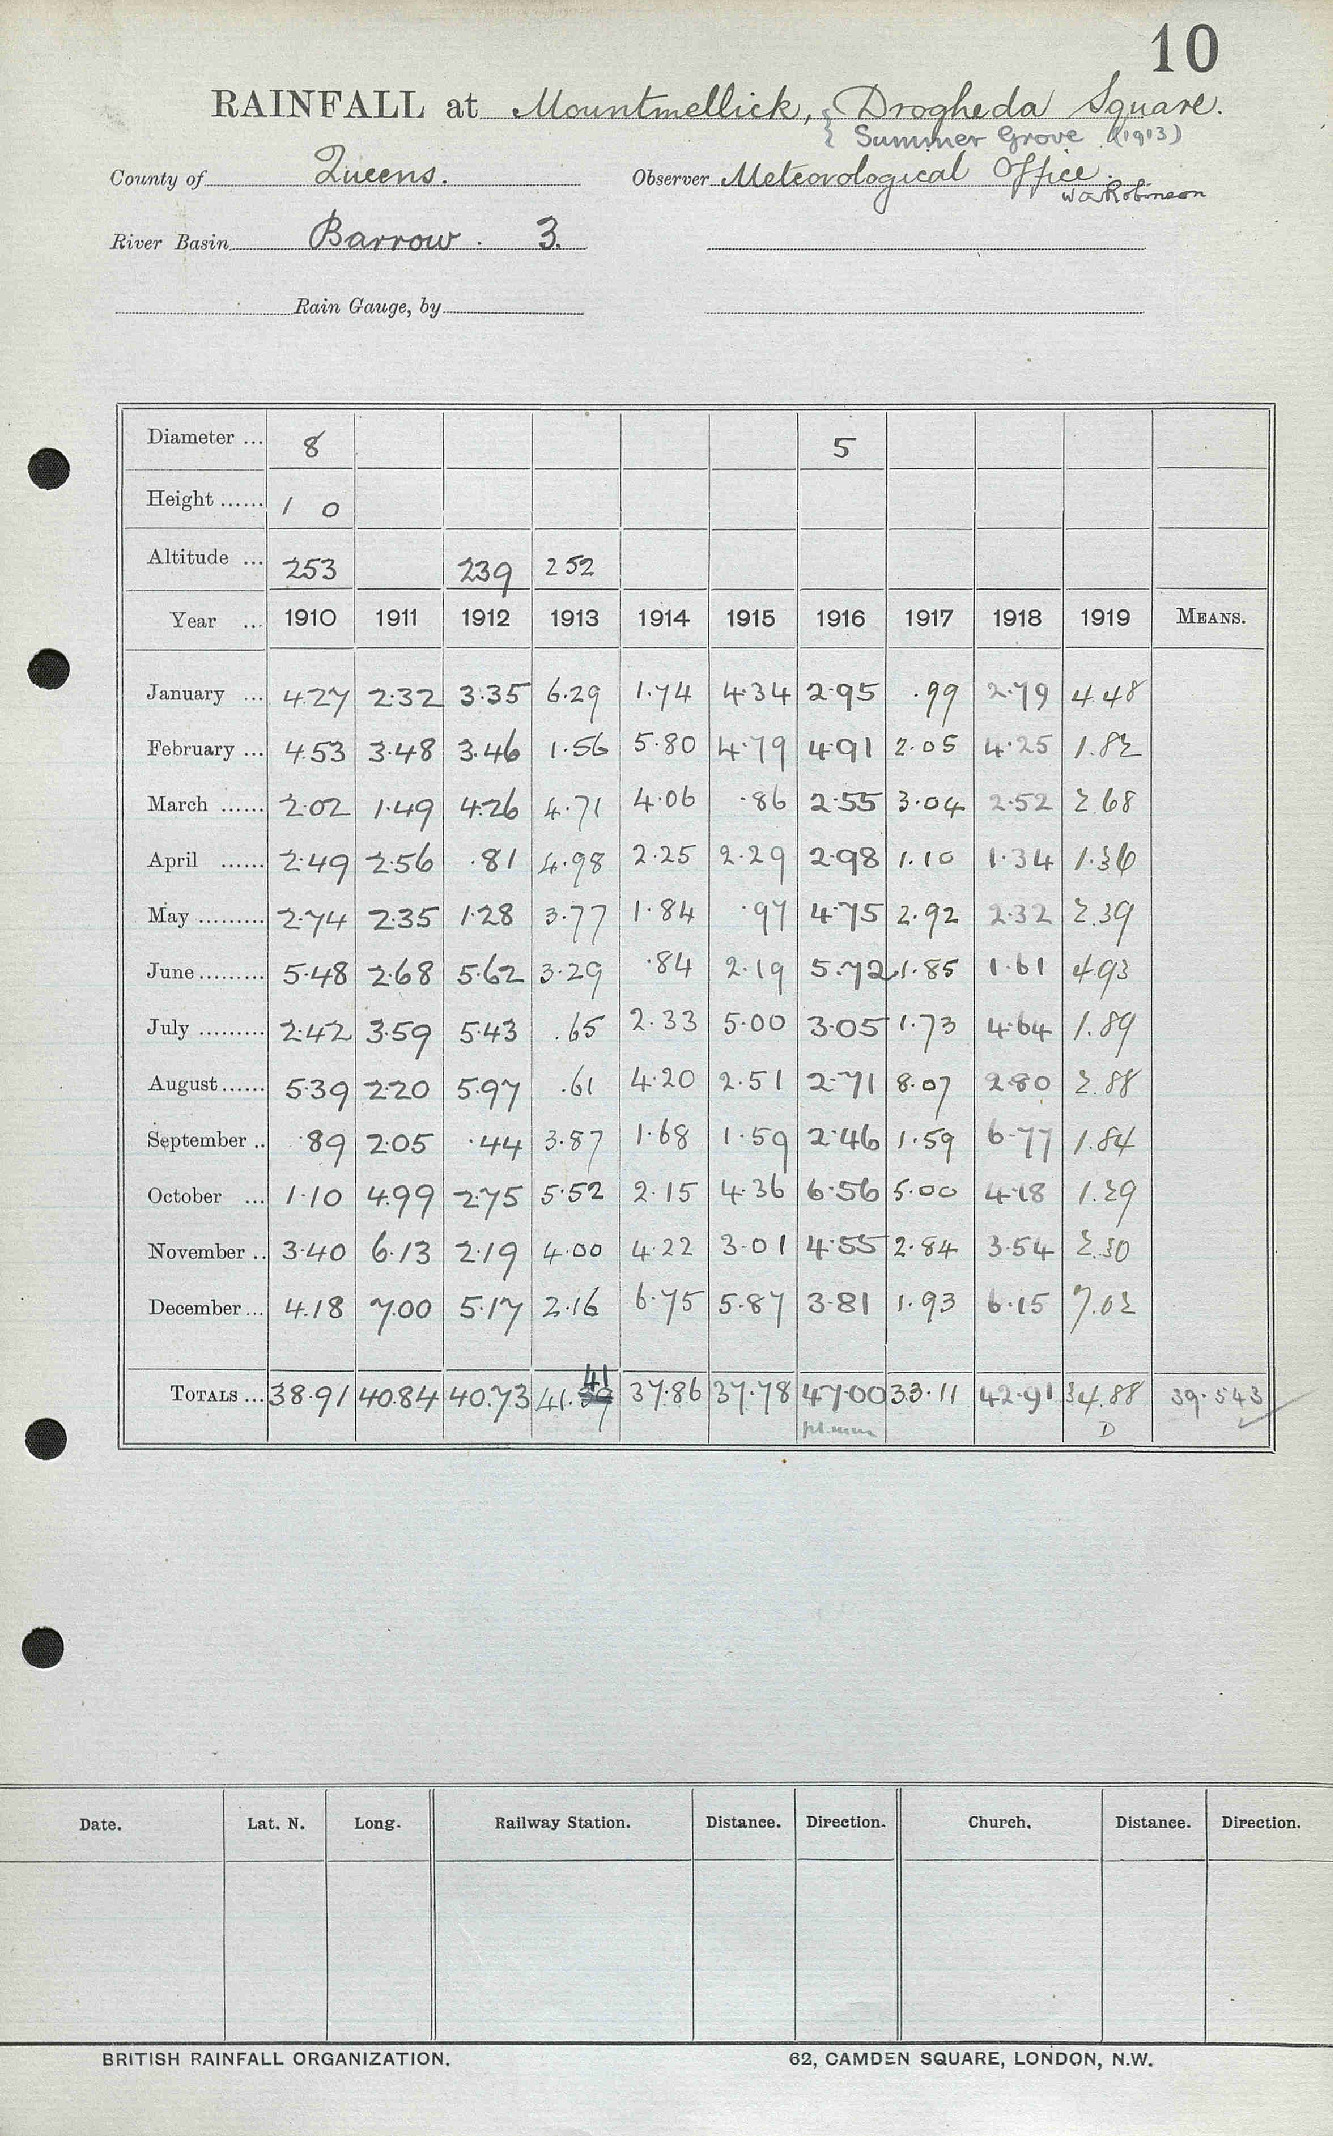 10
RAINFALL at Mountmellick, { Drogheda Square.
{ Summer Grove (1913)
County of Queens. Observer Meteorological Office.
W A Robinson
River Basin Barrow. 3.
Rain Gauge, by
Diameter ... 8 5
Height ...... 1 0
Altitude ... 253 239 252
Year ... 1910 1911 1912 1913 1914 1915 1916 1917 1918 1919 MEANS.
January ... 4.27 2.32 3.35 6.29 1.74 4.34 2.95 .99 2.79 4.48
February ... 4.53 3.48 3.46 1.56 5.80 4.79 4.91 2.05 4.25 1.82
March ...... 2.02 1.49 4.26 4.71 4.06 .86 2.55 3.04 2.52 2.68
April ...... 2.49 2.56 .81 4.98 2.25 2.29 2.98 1.10 1.34 1.36
May ......... 2.74 2.35 1.28 3.77 1.84 .97 4.75 2.92 2.32 2.39
June ......... 5.48 2.68 5.62 3.29 .84 2.19 5.72 1.85 1.61 4.93
July ......... 2.42 3.59 5.43 .65 2.33 5.00 3.05 1.73 4.64 1.89
August ...... 5.39 2.20 5.97 .61 4.20 2.51 2.71 8.07 2.80 2.88
September .. .89 2.05 .44 3.87 1.68 1.59 2.46 1.59 6.77 1.84
October ... 1.10 4.99 2.75 5.52 2.15 4.36 6.56 5.00 4.18 1.29
November .. 3.40 6.13 2.19 4.00 4.22 3.01 4.55 2.84 3.54 2.30
December ... 4.18 7.00 5.17 2.16 6.75 5.87 3.81 1.93 6.15 7.02
41
TOTALS ... 38.91 40.84 40.73 41.39 37.86 37.78 47.00 33.11 42.91 34.88 39.543
D
Date. Lat. N. Long. Railway Station. Distance. Direction. Church. Distance. Direction.
BRITISH RAINFALL ORGANIZATION. 62, CAMDEN SQUARE, LONDON, N.W.